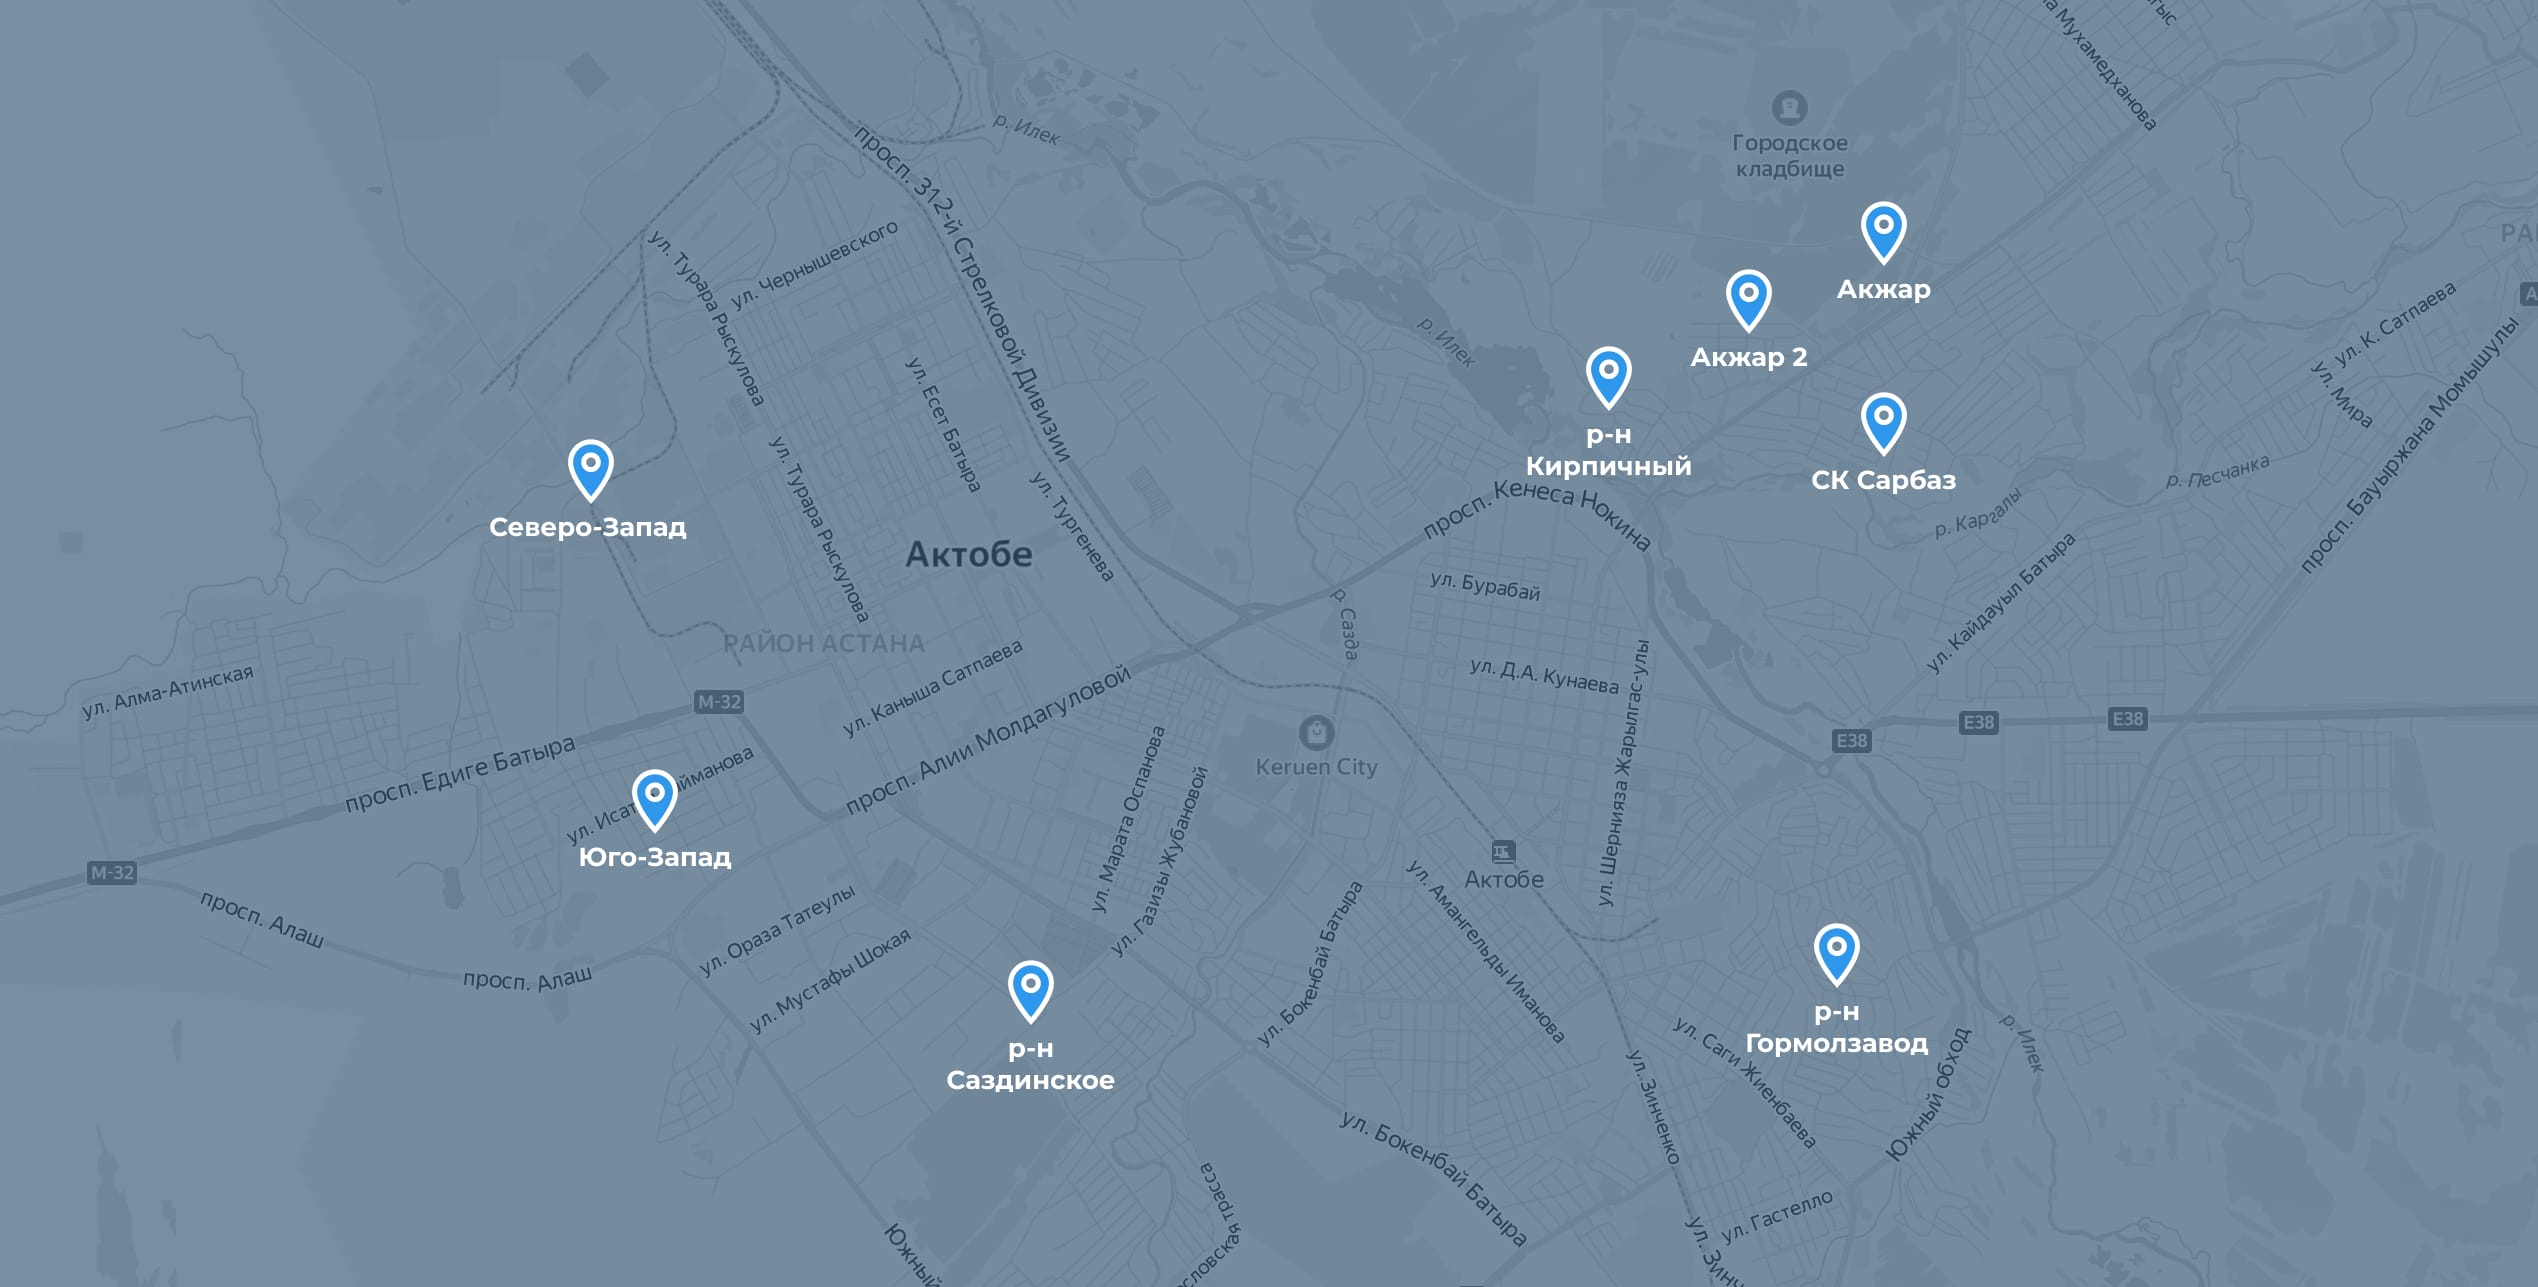 ул. Мухамедханова
р. Илек
просп. 312-й Стрелковой Дивизии
Городское
кладбище
ул. Чернышевского
ул. Турара Рыскулова
Акжар
ул. К. Сатпаева
р. Илек
Акжар 2
ул. Есет Батыра
ул. Мира
просп. Бауыржана Момышулы
р-н
Кирпичный
СК Сарбаз
р. Песчанка
ул. Турара Рыскулова
ул. Тургенева
просп. Кенеса Нокина
р. Каргалы
Северо-Запад
Актобе
ул. Бурабай
ул. Кайдауыл Батыра
р. Сазда
РАЙОН АСТАНА
ул. Каныша Сатпаева
ул. Д.А. Кунаева
ул. Алма-Атинская
М-32
просп. Алии Молдагуловой
E38
E38
E38
ул. Шернияза Жарылгас-улы
Keruen City
просп. Едиге Батыра
ул. Марата Оспанова
ул. Газизы Жубановой
Юго-Запад
М-32
Актобе
просп. Алаш
ул. Ораза Татеулы
ул. Мустафы Шокая
ул. Бокенбай Батыра
ул. Амангельды Иманова
просп. Алаш
р-н
Саздинское
р-н
Гормолзавод
ул. Саги Жиенбаева
р. Илек
Южный обход
ул. Зинченко
ул. Бокенбай Батыра
трасса
ул. Гастелло
Южный